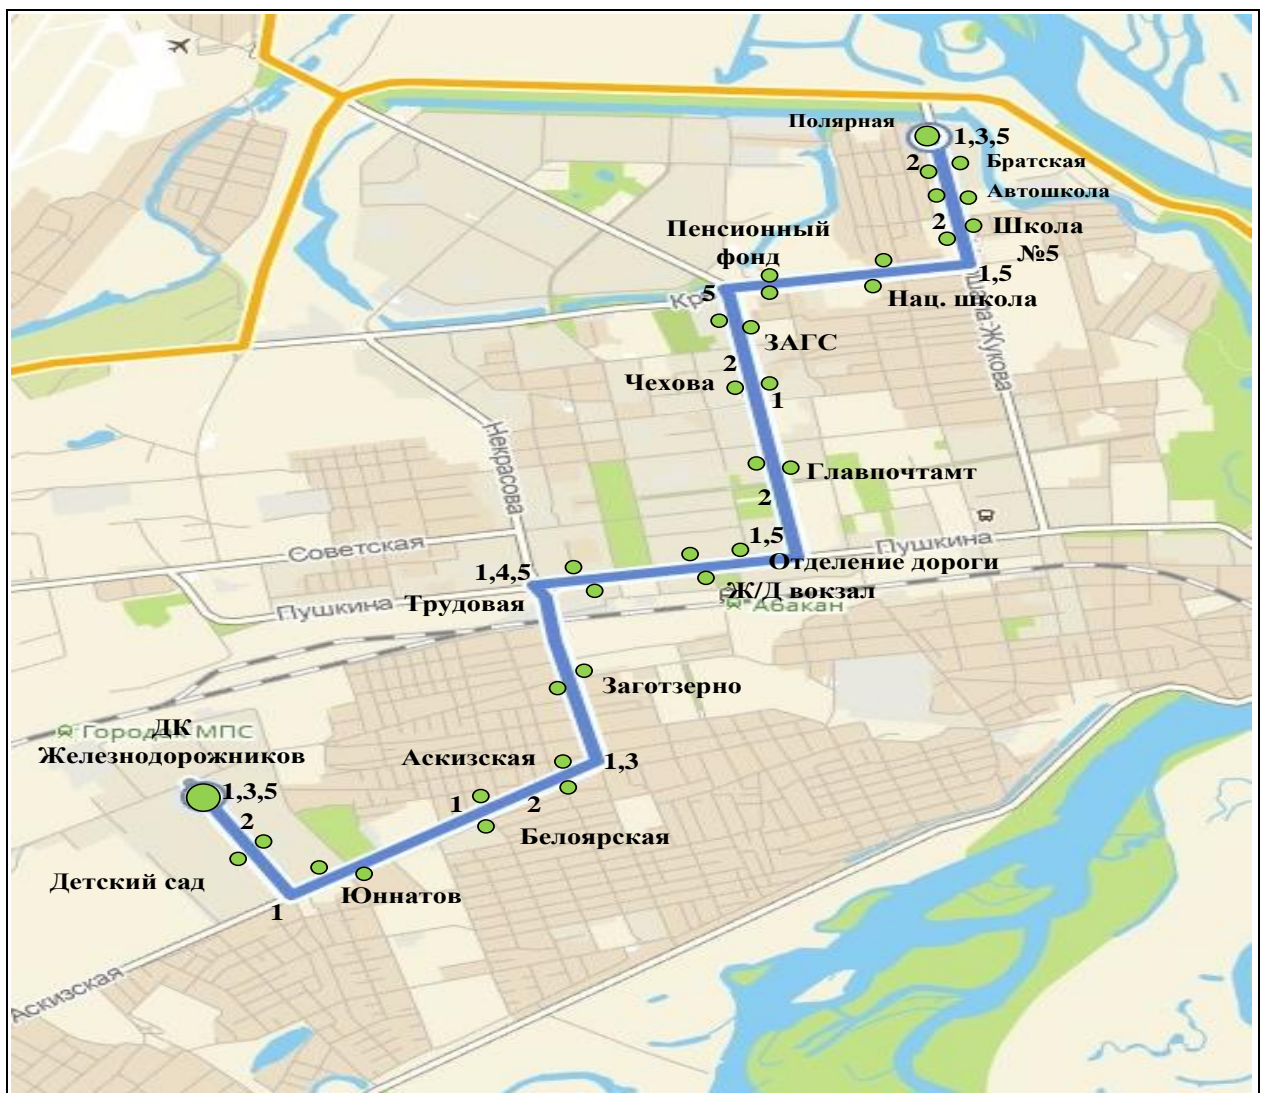 Полярная
1,3,5
2
Братская
Автошкола
2
Школа
№5
Пенсионный
фонд
1,5
Нац. школа
5
Кр
шала Жукова
ЗАГС
2
Чехова
1
Некрасова
Главпочтамт
2
1,5
Советская
Пушкина
Отделение дороги
1,4,5
Ж/Д вокзал
Пушкина
Трудовая
Абакан
Заготзерно
ДК
Городок МПС
Железнодорожников
Аскизская
1,3
1,3,5
1
2
2
Белоярская
Детский сад
Юннатов
1
Аскизская